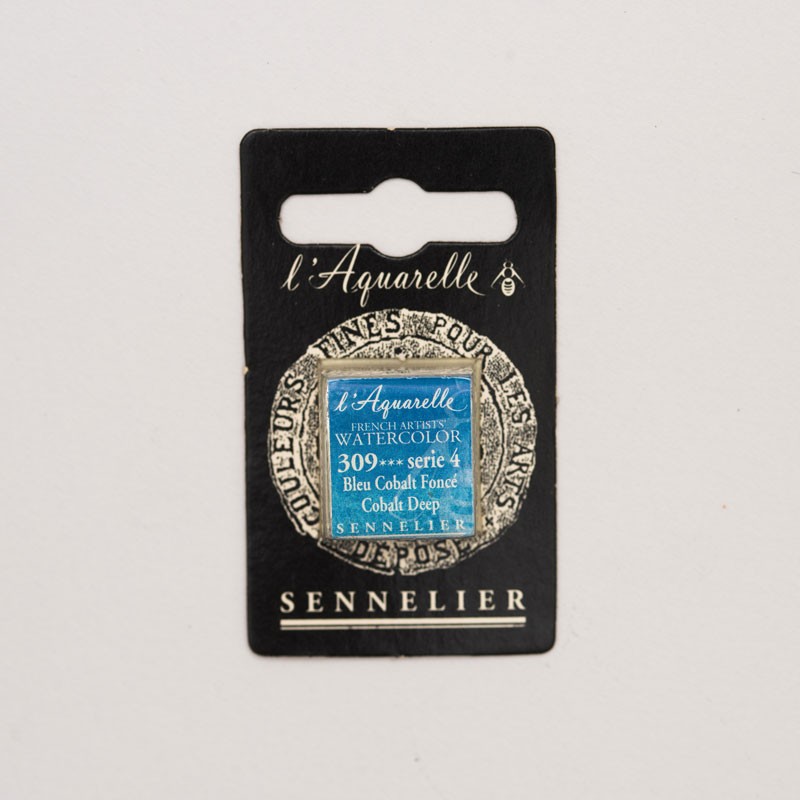 l'Aquarelle
COULEURS FINES POUR LES ARTS
l'Aquarelle
FRENCH ARTISTS'
WATERCOLOR
309*** serie 4
Bleu Cobalt Foncé
Cobalt Deep
SENNELIER
DÉPOSÉ
SENNELIER